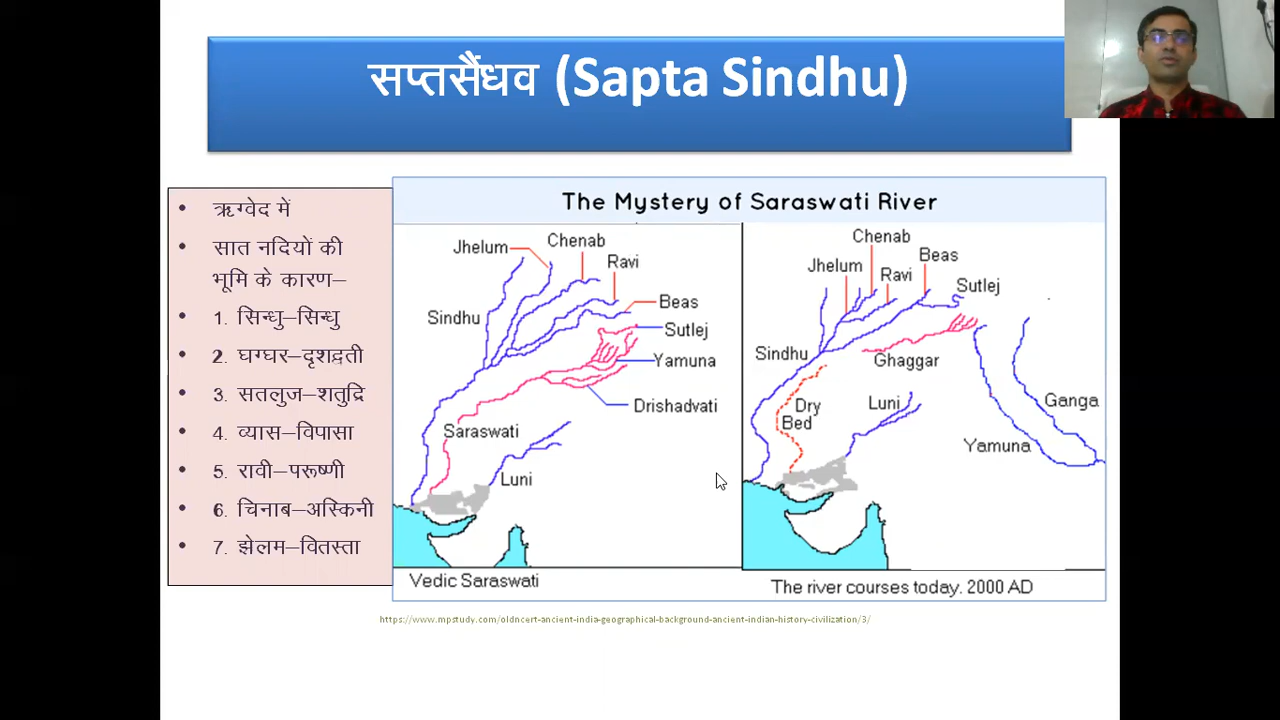 सप्तसैंधव (Sapta Sindhu)
• ऋग्वेद में
• सात नदियों की
भूमि के कारण–
• 1. सिन्धु–सिन्धु
• 2. घग्घर–दृशद्वती
• 3. सतलुज–शतुद्रि
• 4. व्यास–विपासा
• 5. रावी–परूष्णी
• 6. चिनाब–अस्किनी
• 7. झेलम–वितस्ता
The Mystery of Saraswati River
Chenab
Jhelum
Ravi
Beas
Sindhu
Sutlej
Yamuna
Drishadvati
Saraswati
Luni
Vedic Saraswati
Chenab
Beas
Jhelum
Ravi
Sutlej
Sindhu
Ghaggar
Dry
Bed
Luni
Ganga
Yamuna
The river courses today. 2000 AD
https://www.mpstudy.com/oldncert-ancient-india-geographical-background-ancient-indian-history-civilization/3/